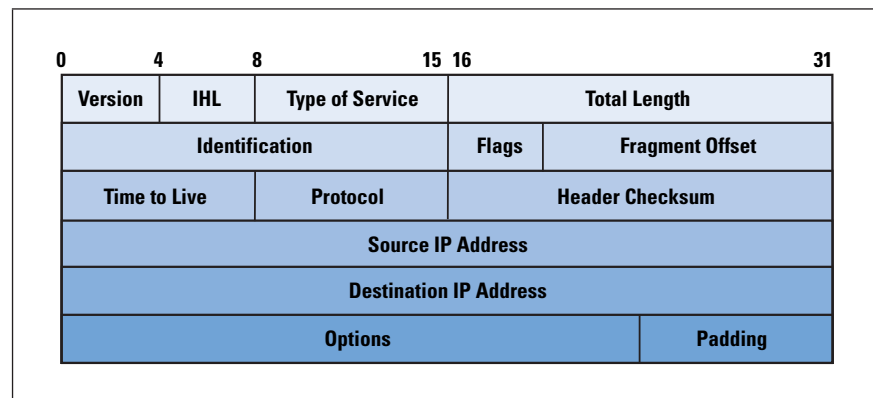 0 4 8 15 16 31
Version IHL Type of Service Total Length
Identification Flags Fragment Offset
Time to Live Protocol Header Checksum
Source IP Address
Destination IP Address
Options Padding